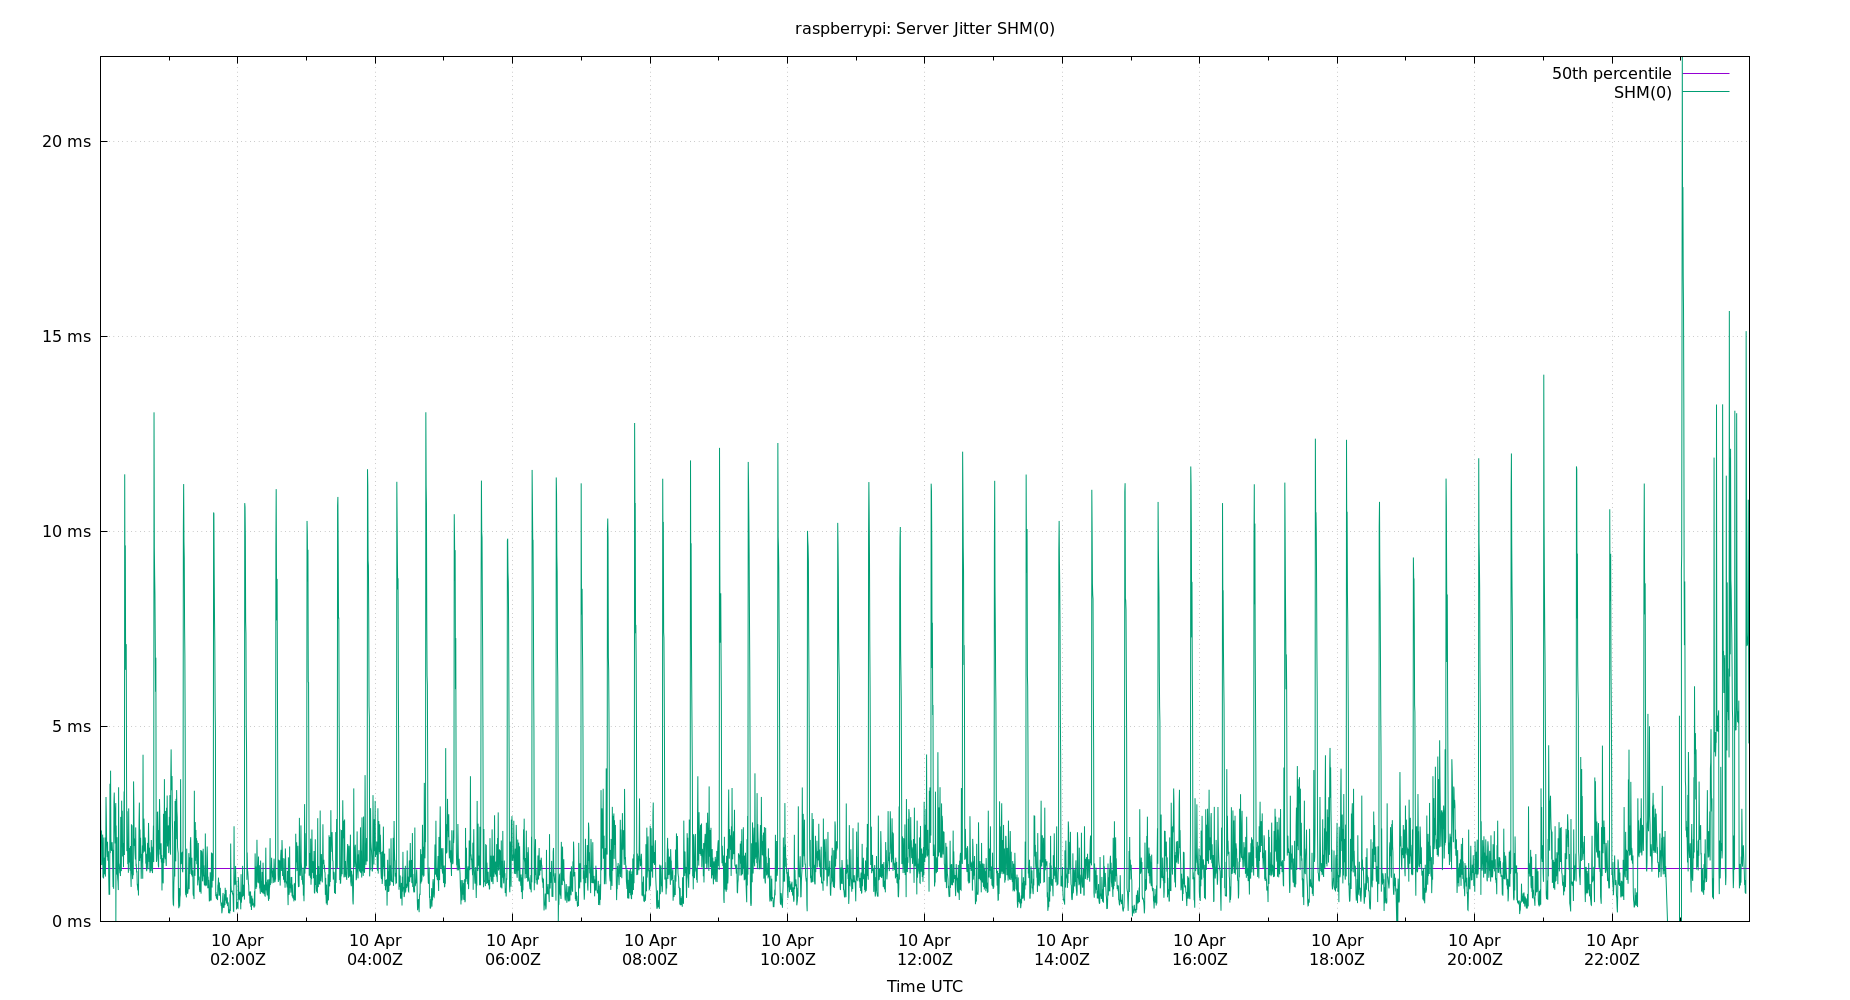 raspberrypi: Server Jitter SHM(0)
50th percentile
SHM(0)
20 ms
15 ms
10 ms
5 ms
0 ms
10 Apr 10 Apr 10 Apr 10 Apr 10 Apr 10 Apr 10 Apr 10 Apr 10 Apr 10 Apr 10 Apr
02:00Z 04:00Z 06:00Z 08:00Z 10:00Z 12:00Z 14:00Z 16:00Z 18:00Z 20:00Z 22:00Z
Time UTC